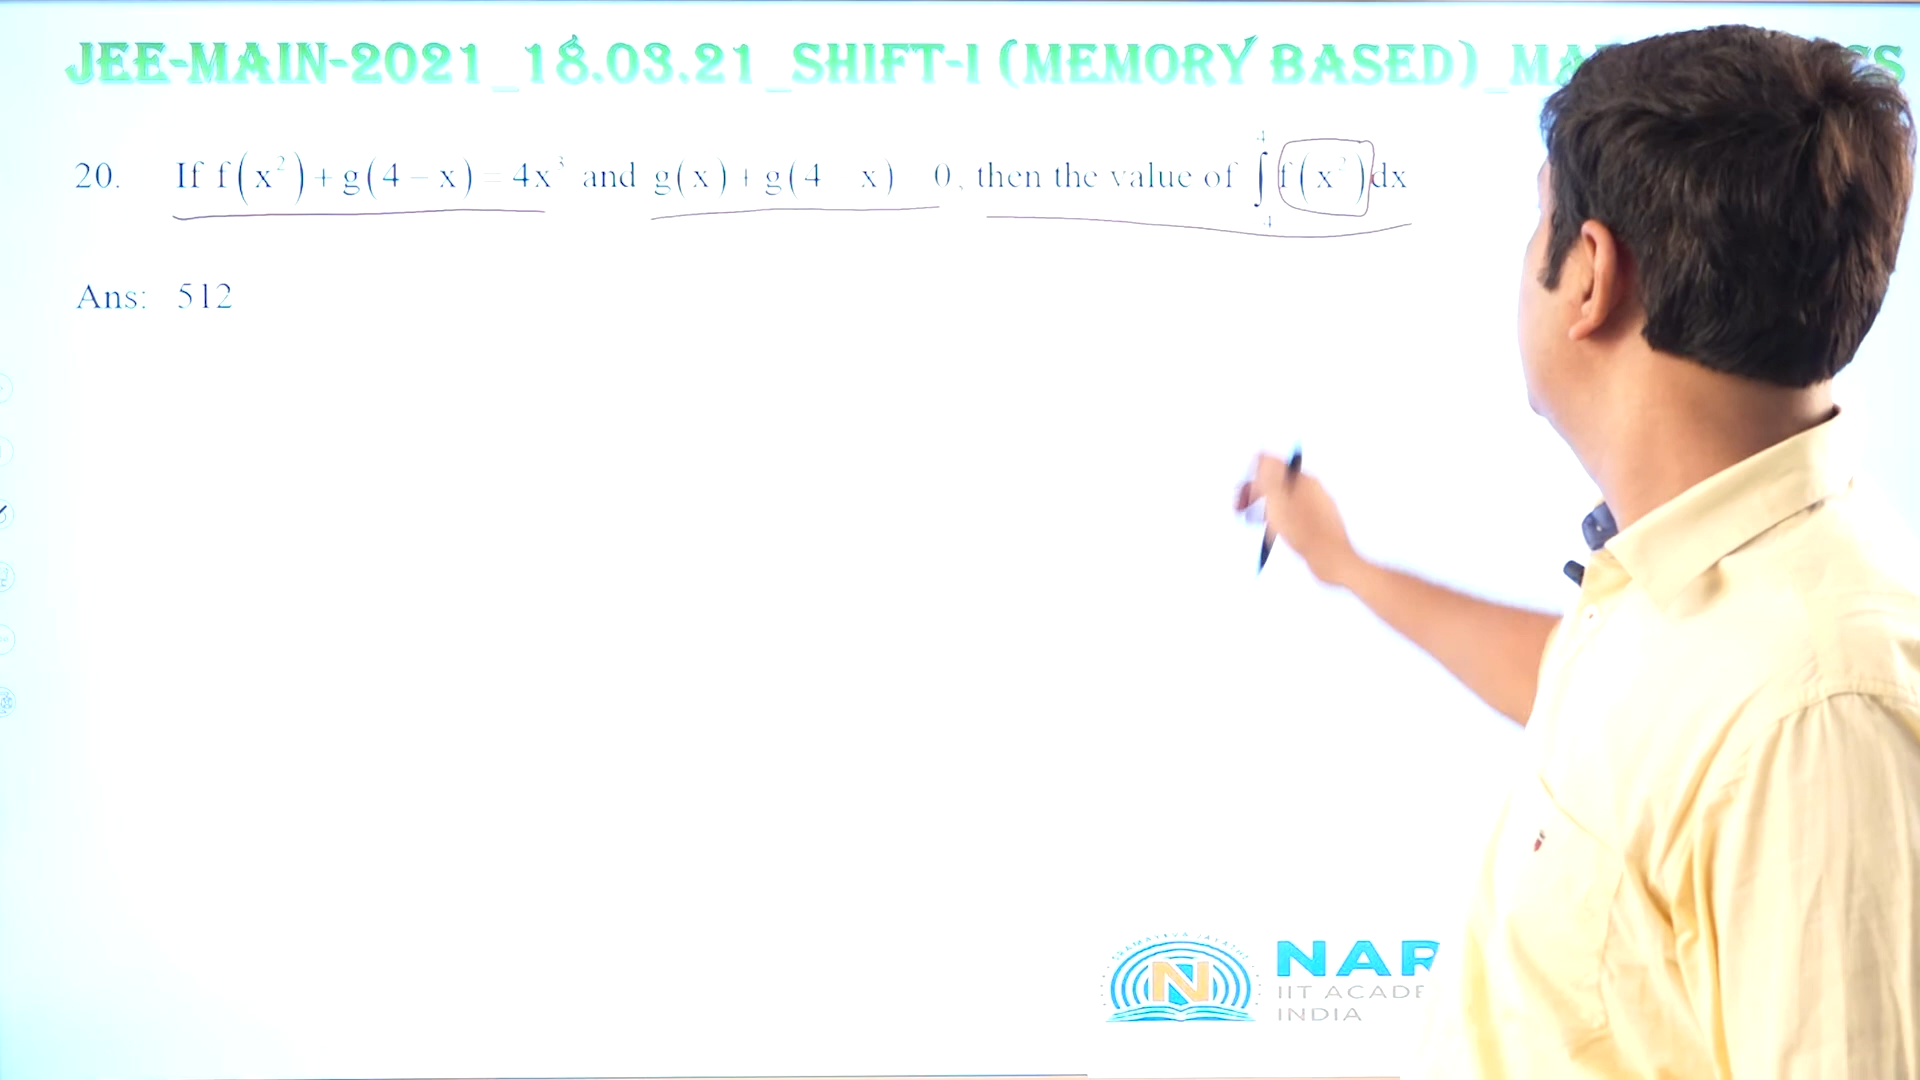 JEE-MAIN-2021_18.03.21_SHIFT-I (MEMORY BASED)_MA
20. If f(x²)+g(4-x)=4x³ and g(x)+g(4 x) 0, then the value of ∫₋₄⁴ f(x²)dx
Ans: 512
N
NAR
IIT ACADE
INDIA